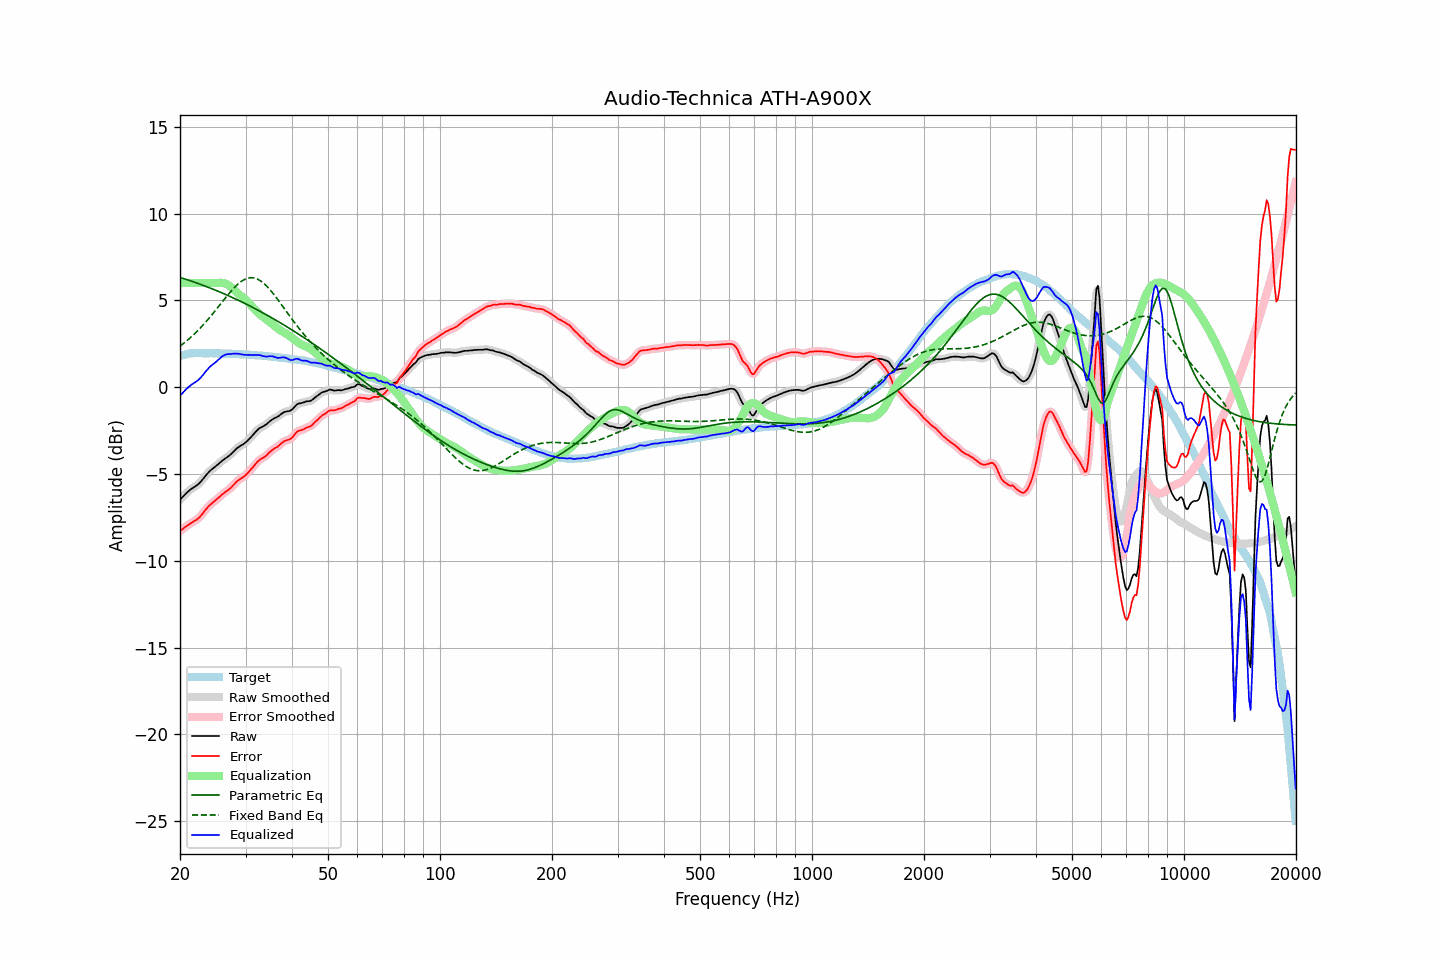 Audio-Technica ATH-A900X
Amplitude (dBr)
15
10
5
0
−5
−10
−15
−20
−25
Target
Raw Smoothed
Error Smoothed
Raw
Error
Equalization
Parametric Eq
Fixed Band Eq
Equalized
20 50 100 200 500 1000 2000 5000 10000 20000
Frequency (Hz)